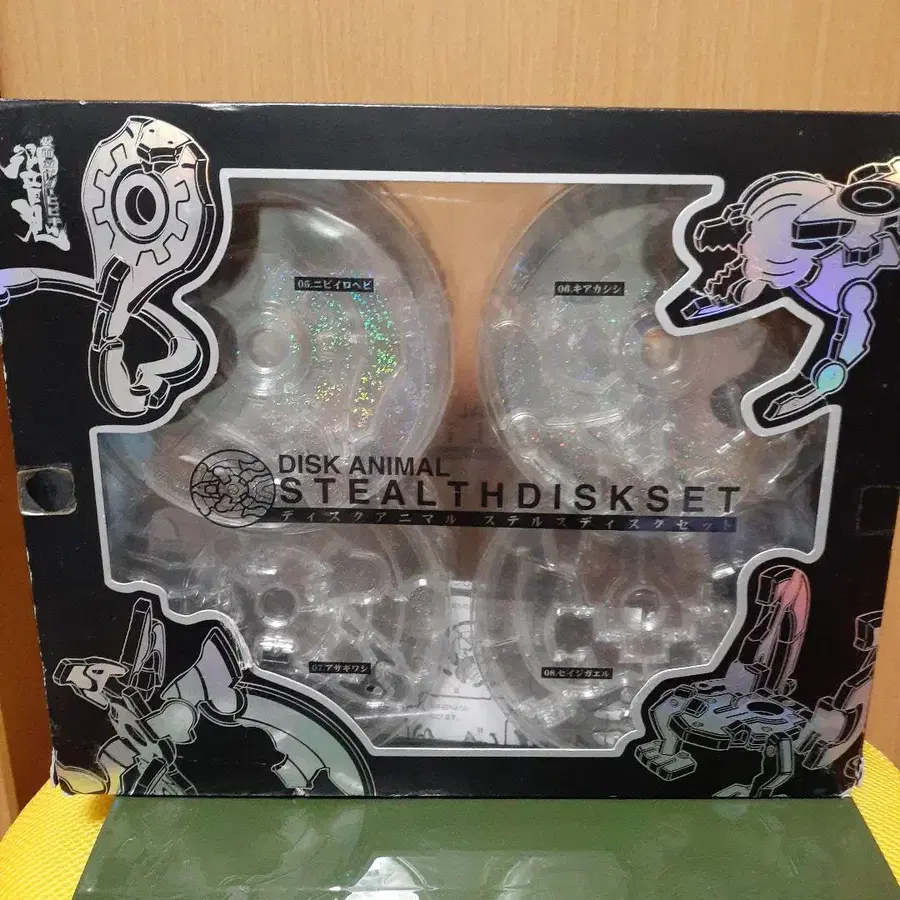 05.ニビイロヘビ
06.キアカシシ
DISK ANIMAL
STEALTHDISKSET
ディスクアニマル ステルスディスクセット
07.アサギワシ
08.セイジガエル